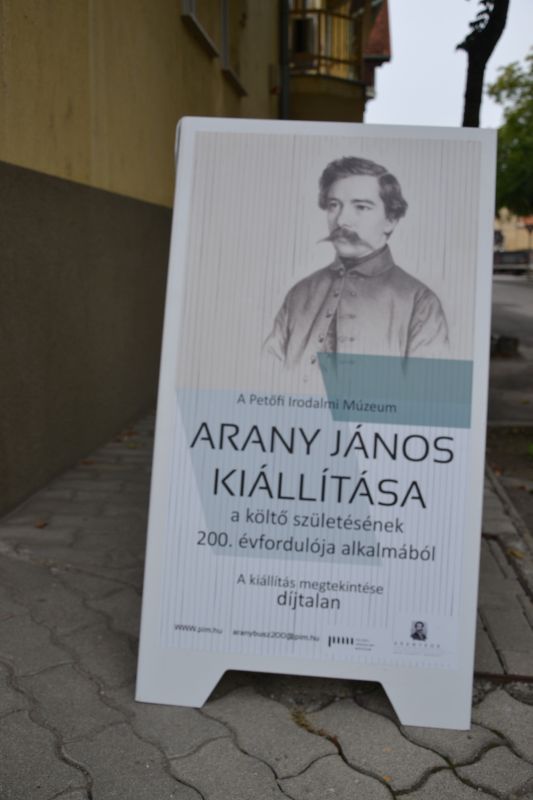 A Petőfi Irodalmi Múzeum
ARANY JÁNOS
KIÁLLÍTÁSA
a költő születésének
200. évfordulója alkalmából
A kiállítás megtekintése
díjtalan
www.pim.hu aranybusz200@pim.hu pim